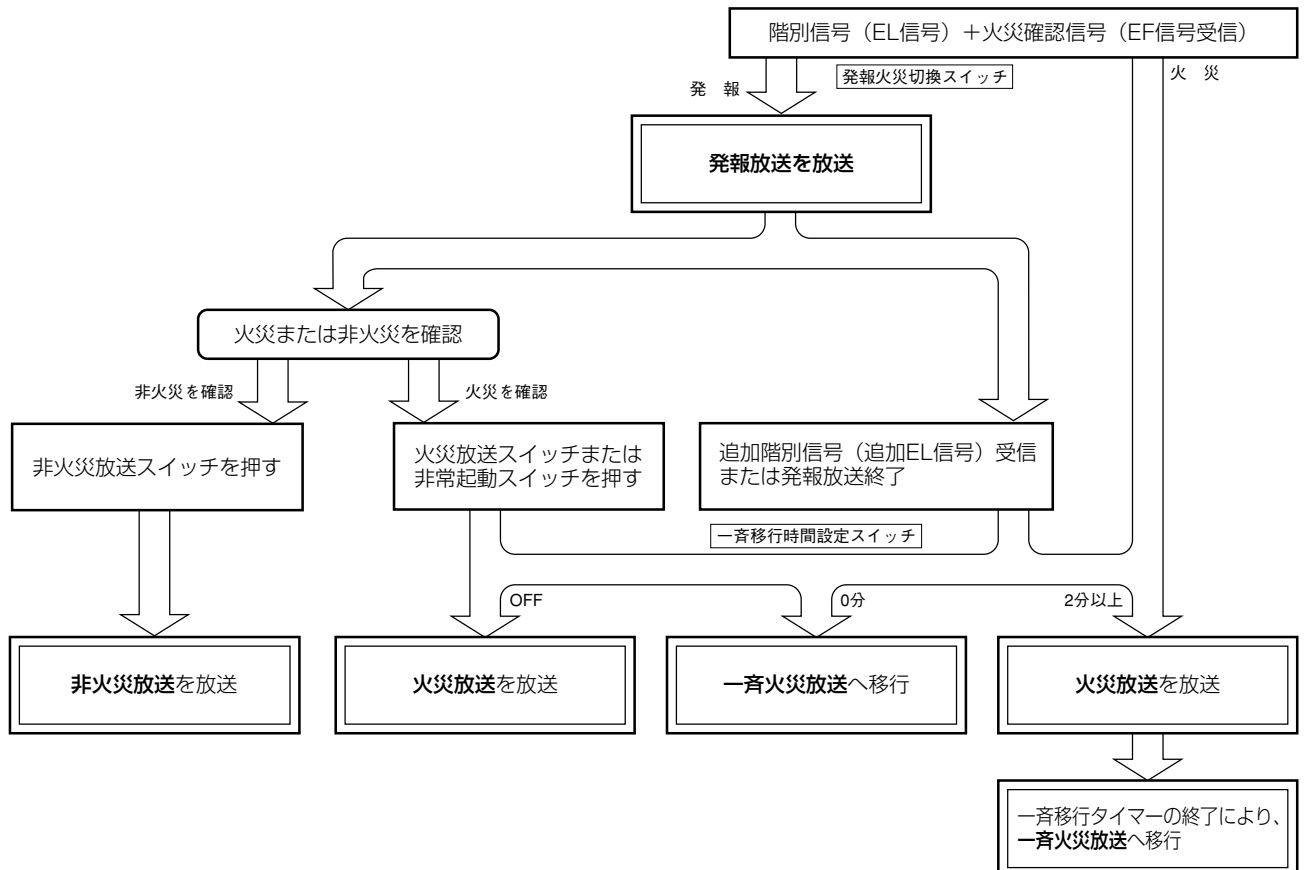 階別信号（EL信号）＋火災確認信号（EF信号受信）
発報火災切換スイッチ
発　報
火　災
発報放送を放送
火災または非火災を確認
非火災を確認
火災を確認
非火災放送スイッチを押す
火災放送スイッチまたは
非常起動スイッチを押す
追加階別信号（追加EL信号）受信
または発報放送終了
一斉移行時間設定スイッチ
OFF
0分
2分以上
非火災放送を放送
火災放送を放送
一斉火災放送へ移行
火災放送を放送
一斉移行タイマーの終了により、
一斉火災放送へ移行